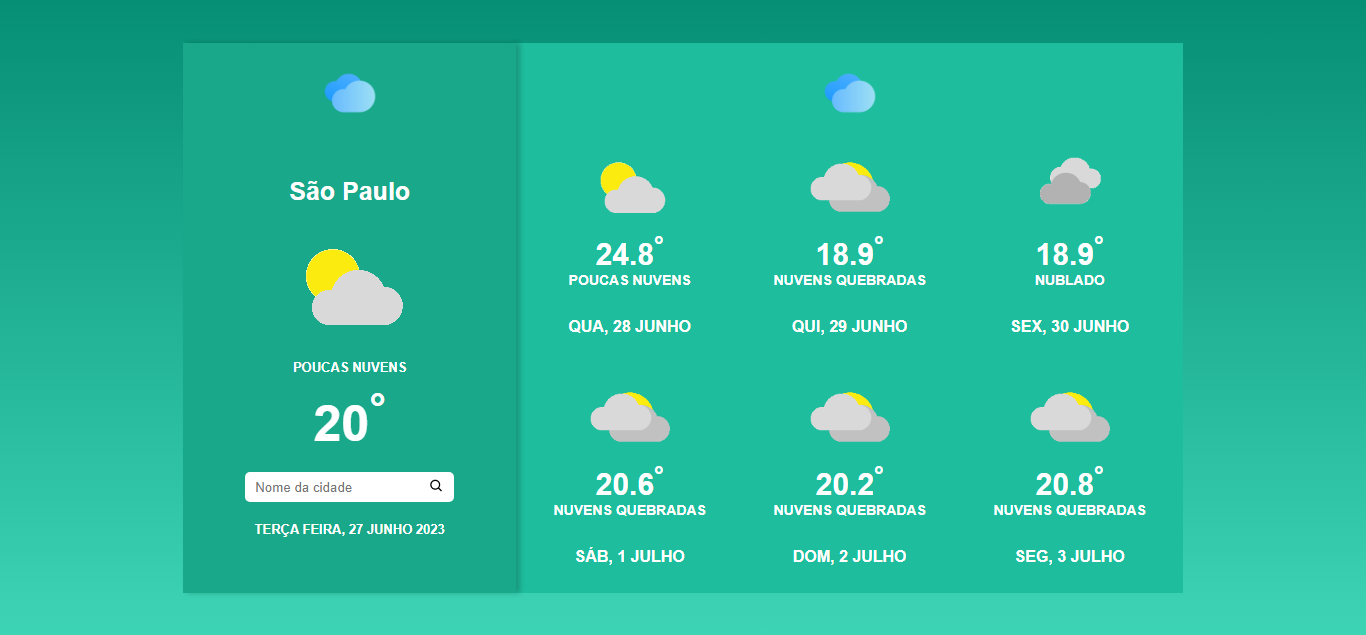 São Paulo
POUCAS NUVENS
20°
Nome da cidade
TERÇA FEIRA, 27 JUNHO 2023
24.8°
POUCAS NUVENS
QUA, 28 JUNHO
18.9°
NUVENS QUEBRADAS
QUI, 29 JUNHO
18.9°
NUBLADO
SEX, 30 JUNHO
20.6°
NUVENS QUEBRADAS
SÁB, 1 JULHO
20.2°
NUVENS QUEBRADAS
DOM, 2 JULHO
20.8°
NUVENS QUEBRADAS
SEG, 3 JULHO